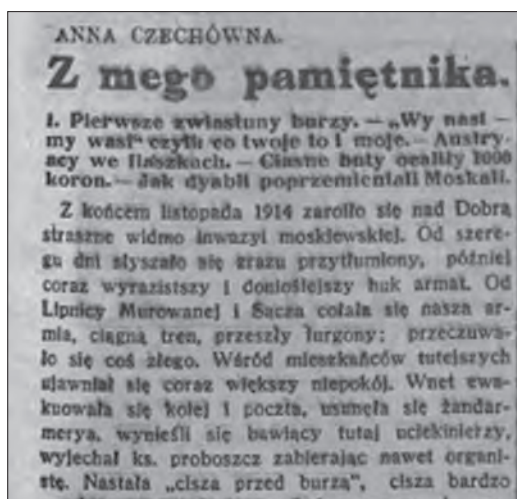 ANNA CZECHÓWNA.
Z mego pamiętnika.
I. Pierwsze zwiastuny burzy. — „Wy nasi —
my wasi” czyli co twoje to i moje. — Austry-
acy we flaszkach. — Ciasne buty ocaliły 1000
koron. — Jak dyabli poprzemieniali Moskali.
Z końcem listopada 1914 zaroiło się nad Dobrą
straszne widmo inwazyi moskiewskiej. Od szere-
gu dni słyszało się zrazu przytłumiony, później
coraz wyrazistszy i donioślejszy huk armat. Od
Lipnicy Murowanej i Sącza cofała się nasza ar-
mia, ciągną tren, przeszły furgony; przeczuwa-
ło się coś złego. Wśród mieszkańców tutejszych
ujawniał się coraz większy niepokój. Wnet ewa-
kuowała się kolej i poczta, usunęła się żandar-
merya, wynieśli się bawiący tutaj uciekinierzy,
wyjechał ks. proboszcz zabierając nawet organi-
stę. Nastała „cisza przed burzą”, cisza bardzo